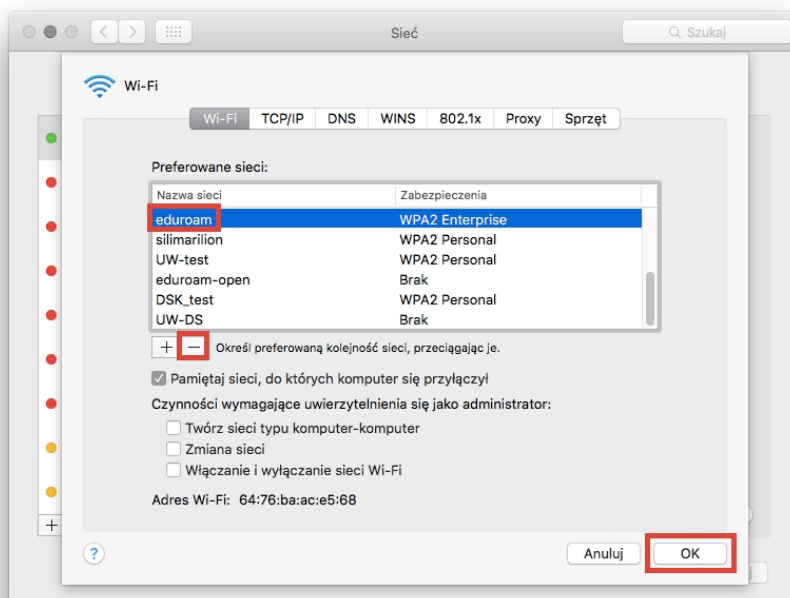 Sieć
Szukaj
Wi-Fi
Wi-Fi TCP/IP DNS WINS 802.1x Proxy Sprzęt
Preferowane sieci:
Nazwa sieci Zabezpieczenia
eduroam WPA2 Enterprise
silimarilion WPA2 Personal
UW-test WPA2 Personal
eduroam-open Brak
DSK_test WPA2 Personal
UW-DS Brak
+ − Określ preferowaną kolejność sieci, przeciągając je.
Pamiętaj sieci, do których komputer się przyłączył
Czynności wymagające uwierzytelnienia się jako administrator:
Twórz sieci typu komputer-komputer
Zmiana sieci
Włączanie i wyłączanie sieci Wi-Fi
Adres Wi-Fi: 64:76:ba:ac:e5:68
+
? Anuluj OK